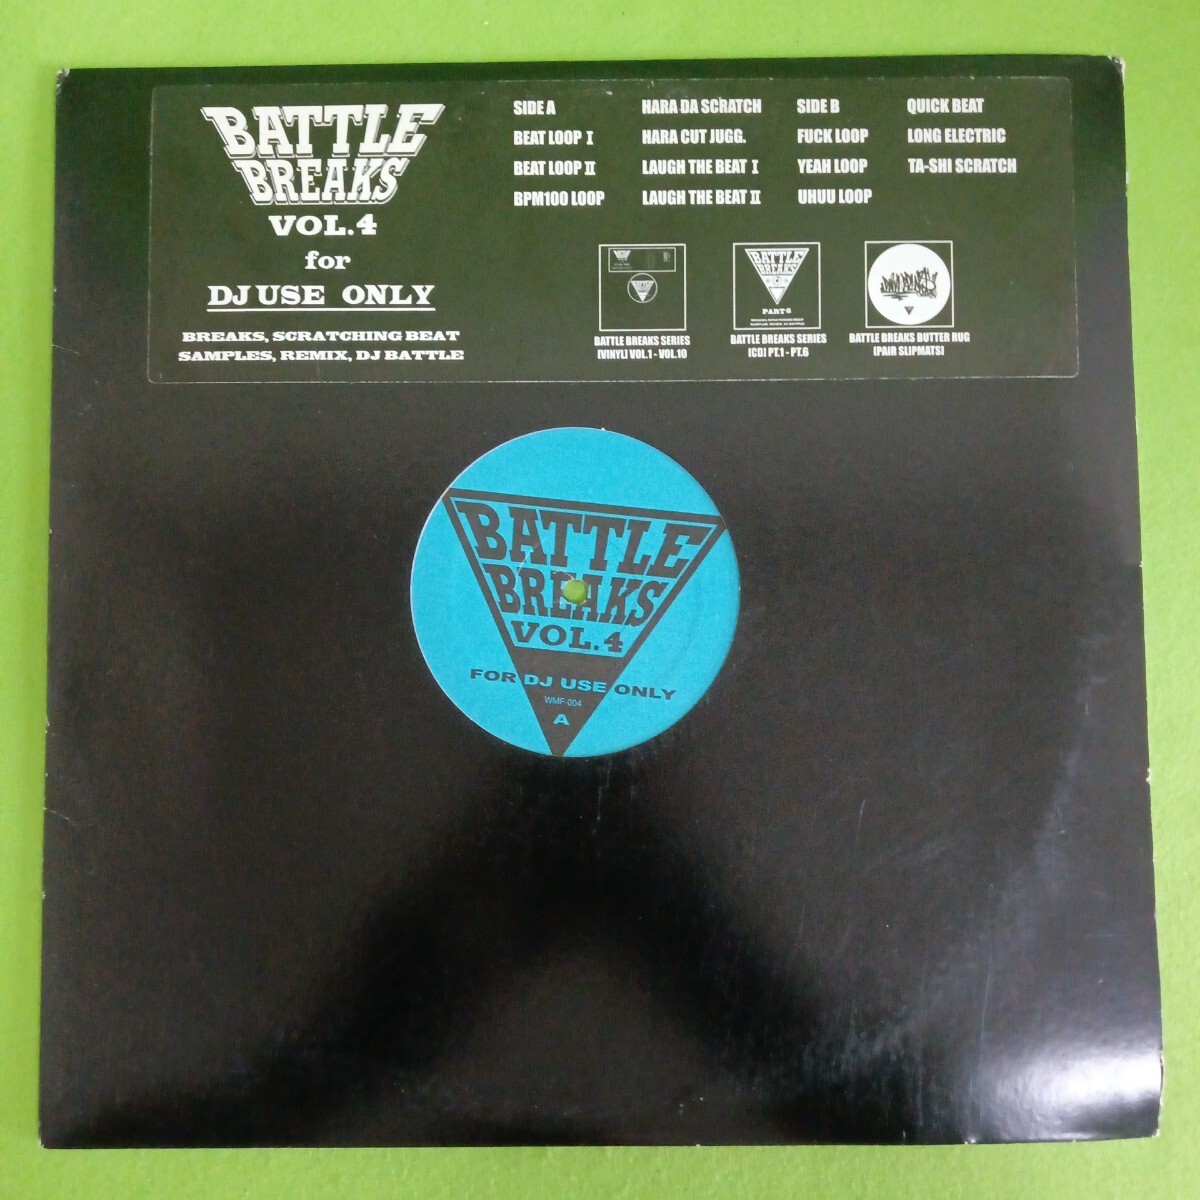 BATTLE
BREAKS
VOL.4
for
DJ USE ONLY
BREAKS, SCRATCHING BEAT
SAMPLES, REMIX, DJ BATTLE
SIDE A
BEAT LOOP I
BEAT LOOP II
BPM100 LOOP
HARA DA SCRATCH
HARA CUT JUGG.
LAUGH THE BEAT I
LAUGH THE BEAT II
SIDE B
FUCK LOOP
YEAH LOOP
UHUU LOOP
QUICK BEAT
LONG ELECTRIC
TA-SHI SCRATCH
BATTLE BREAKS SERIES
[VINYL] VOL.1 - VOL.10
BATTLE
BREAKS
PART 6
BATTLE BREAKS SERIES
[CD] PT.1 - PT.6
BATTLE BREAKS BUTTER RUG
[PAIR SLIPMATS]
BATTLE
BREAKS
VOL.4
FOR DJ USE ONLY
WMF 004
A